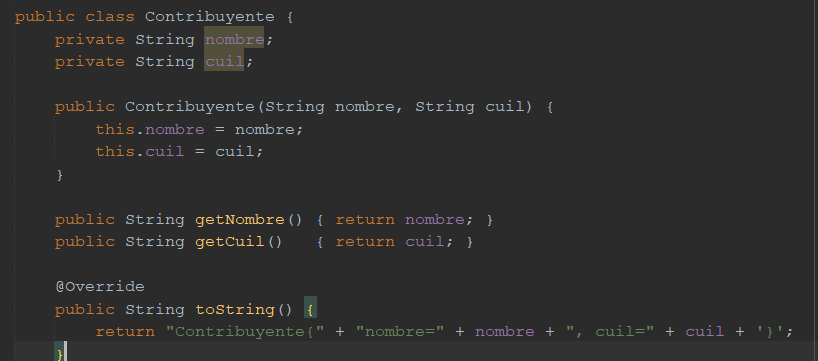 public class Contribuyente {
    private String nombre;
    private String cuil;

    public Contribuyente(String nombre, String cuil) {
        this.nombre = nombre;
        this.cuil = cuil;
    }

    public String getNombre() { return nombre; }
    public String getCuil()   { return cuil; }

    @Override
    public String toString() {
        return "Contribuyente{" + "nombre=" + nombre + ", cuil=" + cuil + '}';
    }